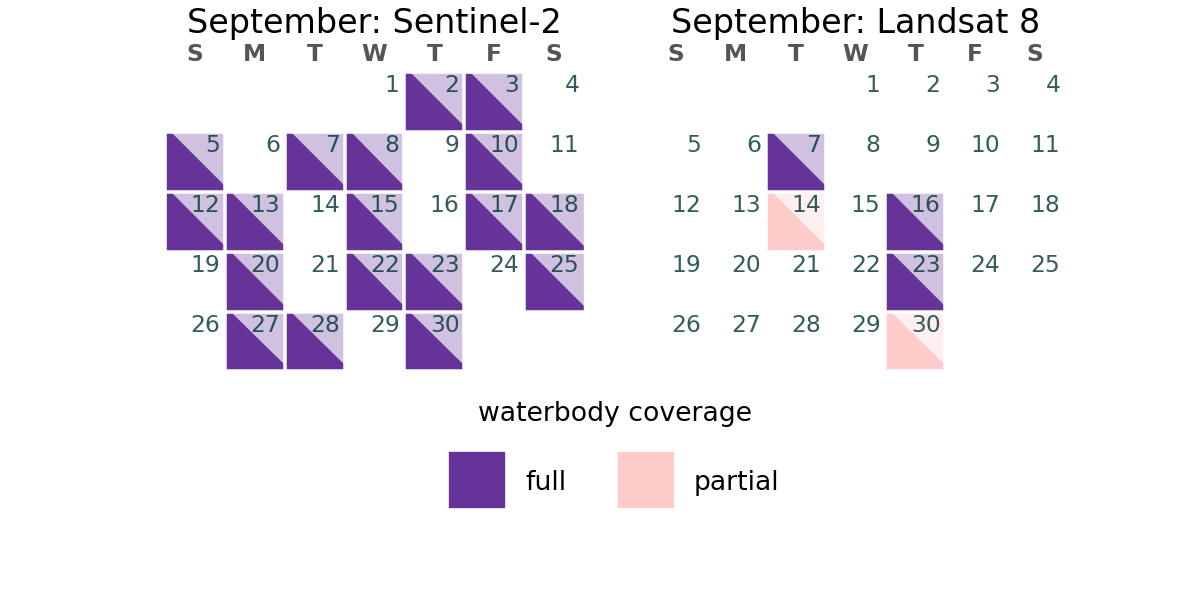 September: Sentinel-2
S M T W T F S
1 2 3 4
5 6 7 8 9 10 11
12 13 14 15 16 17 18
19 20 21 22 23 24 25
26 27 28 29 30
September: Landsat 8
S M T W T F S
1 2 3 4
5 6 7 8 9 10 11
12 13 14 15 16 17 18
19 20 21 22 23 24 25
26 27 28 29 30
waterbody coverage
full partial